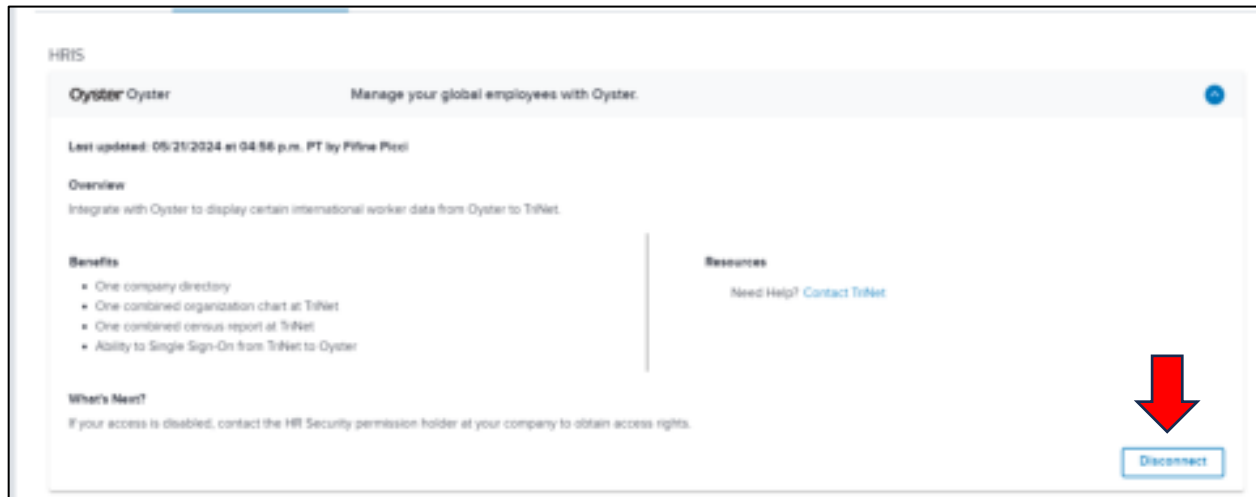 HRIS
Oyster Oyster Manage your global employees with Oyster.
Last updated: 05/21/2024 at 04:56 p.m. PT by Fifine Picci
Overview
Integrate with Oyster to display certain international worker data from Oyster to TriNet.
Benefits
Resources
• One company directory
Need Help? Contact TriNet
• One combined organization chart at TriNet
• One combined census report at TriNet
• Ability to Single Sign-On from TriNet to Oyster
What's Next?
If your access is disabled, contact the HR Security permission holder at your company to obtain access rights.
Disconnect